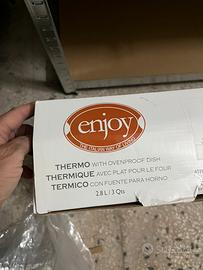 enjoy
THE ITALIAN WAY OF LIVING
THERMO WITH OVENPROOF DISH
THERMIQUE AVEC PLAT POUR LE FOUR
TERMICO CON FUENTE PARA HORNO
2.8 L / 3 Qts